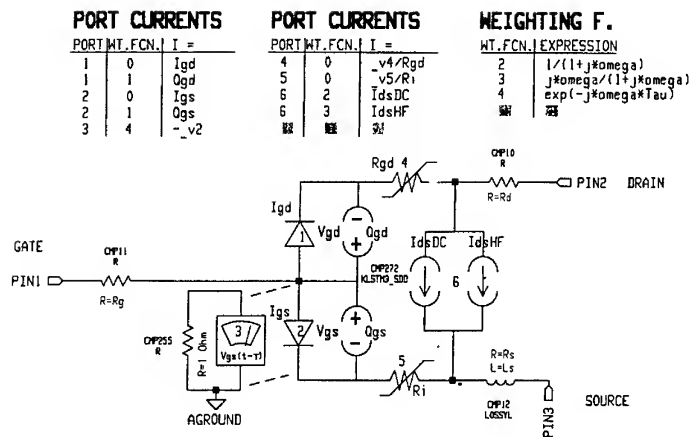 PORT CURRENTS
PORT WT.FCN. I =
1 0 Igd
1 1 Qgd
2 0 Igs
2 1 Qgs
3 4 -_v2
PORT CURRENTS
PORT WT.FCN. I =
4 0 _v4/Rgd
5 0 _v5/Ri
6 2 IdsDC
6 3 IdsHF
WEIGHTING F.
WT.FCN. EXPRESSION
2 1/(1+j*omega)
3 j*omega/(1+j*omega)
4 exp(-j*omega*Tau)
Rgd 4
CMP10
R
R=Rd
PIN2 DRAIN
Igd
1
Vgd
Qgd
IdsDC
IdsHF
6
GATE
PIN1
CMP11
R
R=Rg
CMP272
KLSTM3_SDD
Igs
2
Vgs
Qgs
CMP255
R
R=1 Ohm
3
Vgs(t-τ)
AGROUND
5
Ri
R=Rs
L=Ls
CMP12
LOSSYL
PIN3
SOURCE